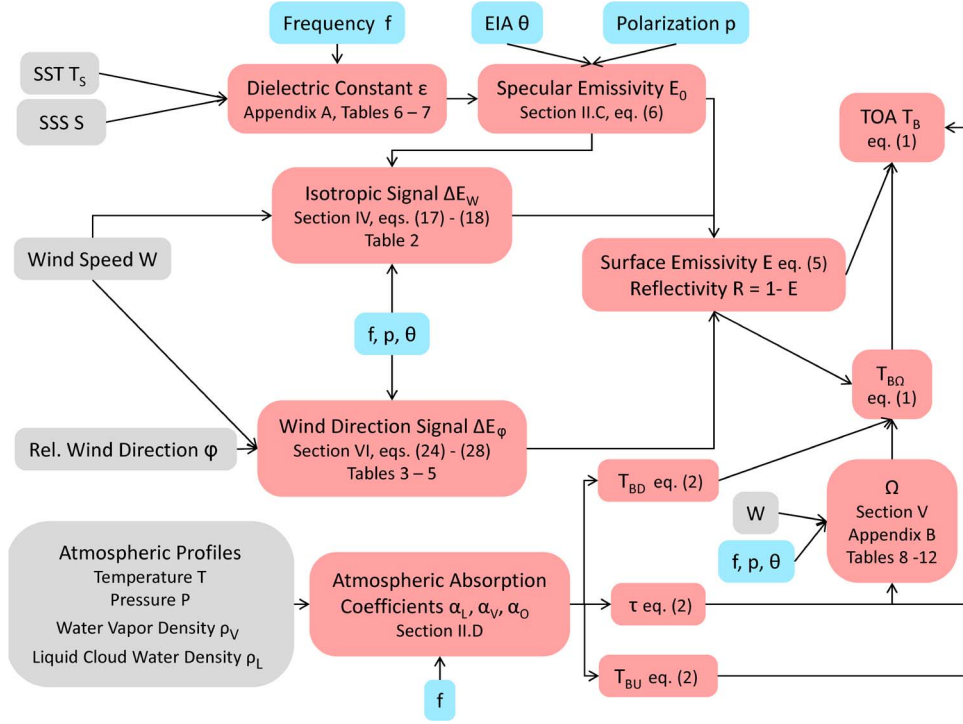 Frequency f
EIA θ
Polarization p
SST T_S
SSS S
Dielectric Constant ε
Appendix A, Tables 6 – 7
Specular Emissivity E_0
Section II.C, eq. (6)
TOA T_B
eq. (1)
Isotropic Signal ΔE_W
Section IV, eqs. (17) - (18)
Table 2
Wind Speed W
Surface Emissivity E eq. (5)
Reflectivity R = 1- E
f, p, θ
T_BΩ
eq. (1)
Wind Direction Signal ΔE_φ
Section VI, eqs. (24) - (28)
Tables 3 – 5
Rel. Wind Direction φ
T_BD eq. (2)
Ω
Section V
Appendix B
Tables 8 -12
W
f, p, θ
Atmospheric Profiles
Temperature T
Pressure P
Water Vapor Density ρ_V
Liquid Cloud Water Density ρ_L
Atmospheric Absorption
Coefficients α_L, α_V, α_O
Section II.D
τ eq. (2)
T_BU eq. (2)
f